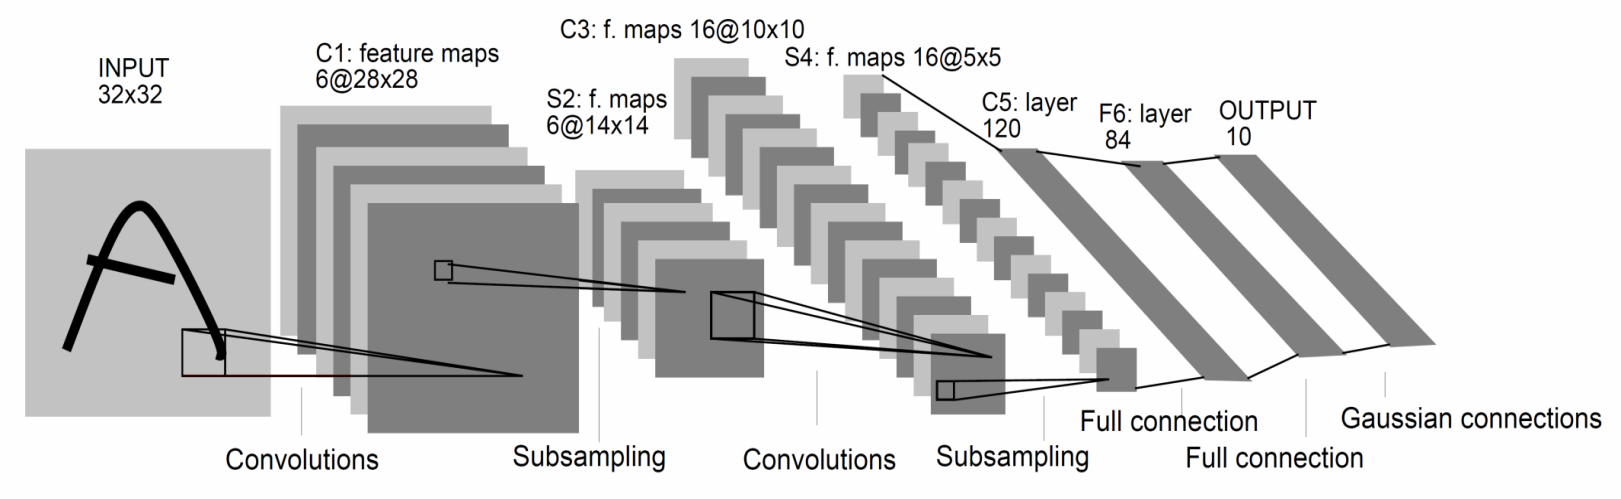 INPUT
32x32
C1: feature maps
6@28x28
S2: f. maps
6@14x14
C3: f. maps 16@10x10
S4: f. maps 16@5x5
C5: layer
120
F6: layer
84
OUTPUT
10
Convolutions
Subsampling
Convolutions
Subsampling
Full connection
Full connection
Gaussian connections